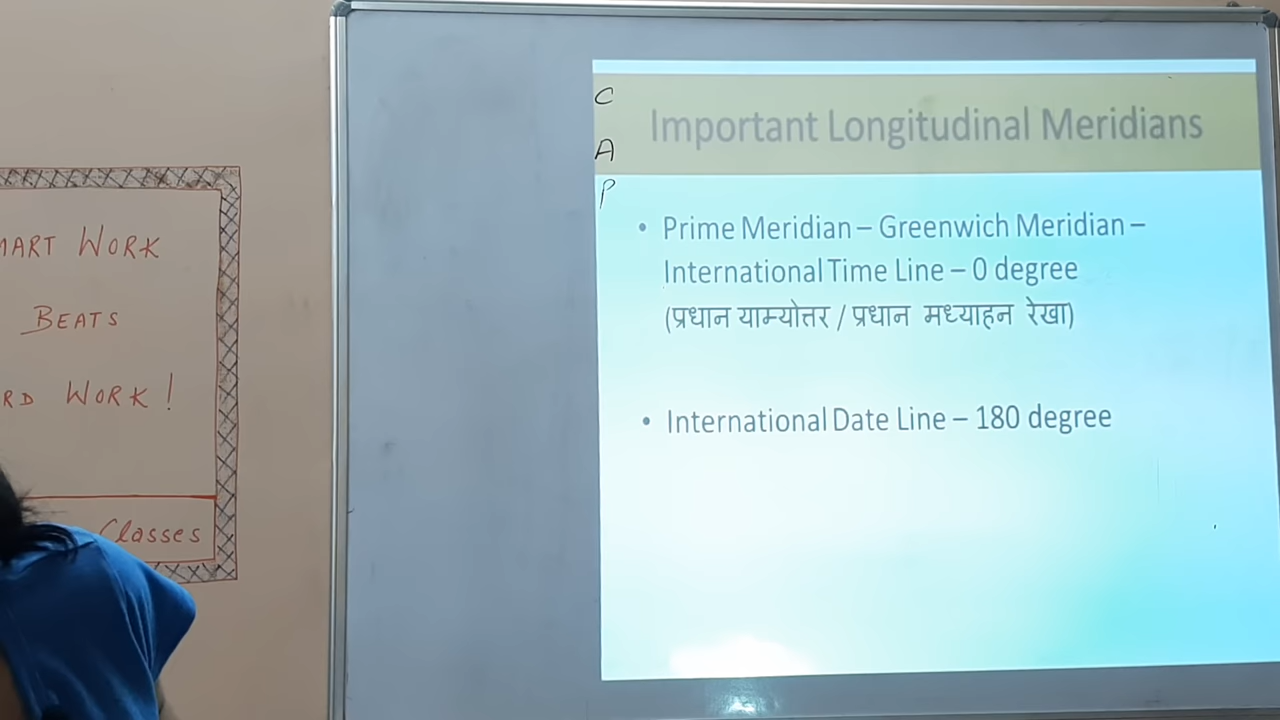 WORK
BEATS
WORK!
Classes
C
A
P
Important Longitudinal Meridians
• Prime Meridian – Greenwich Meridian –
International Time Line – 0 degree
(प्रधान याम्योत्तर / प्रधान मध्याहन रेखा)
• International Date Line – 180 degree